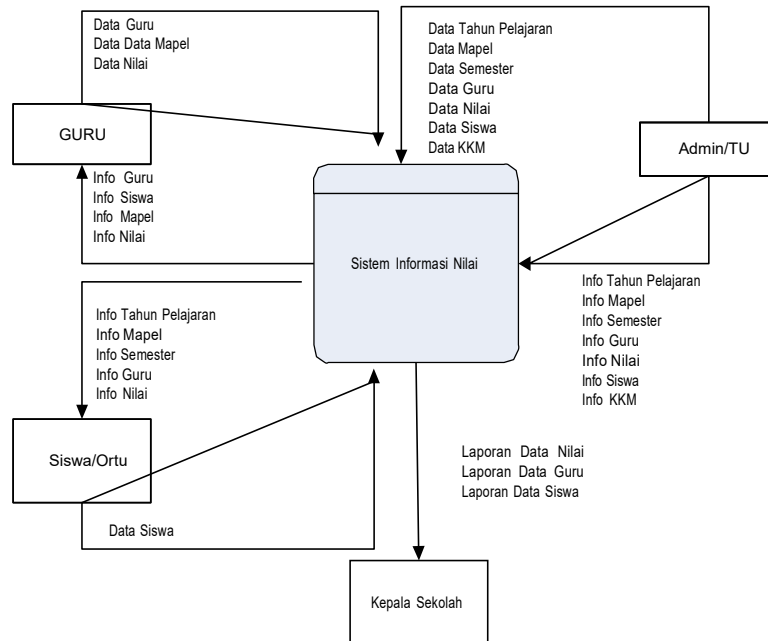 Data Guru
Data Data Mapel
Data Nilai
Data Tahun Pelajaran
Data Mapel
Data Semester
Data Guru
Data Nilai
Data Siswa
Data KKM
GURU
Admin/TU
Info Guru
Info Siswa
Info Mapel
Info Nilai
Sistem Informasi Nilai
Info Tahun Pelajaran
Info Mapel
Info Semester
Info Guru
Info Nilai
Info Tahun Pelajaran
Info Mapel
Info Semester
Info Guru
Info Nilai
Info Siswa
Info KKM
Siswa/Ortu
Laporan Data Nilai
Laporan Data Guru
Laporan Data Siswa
Data Siswa
Kepala Sekolah